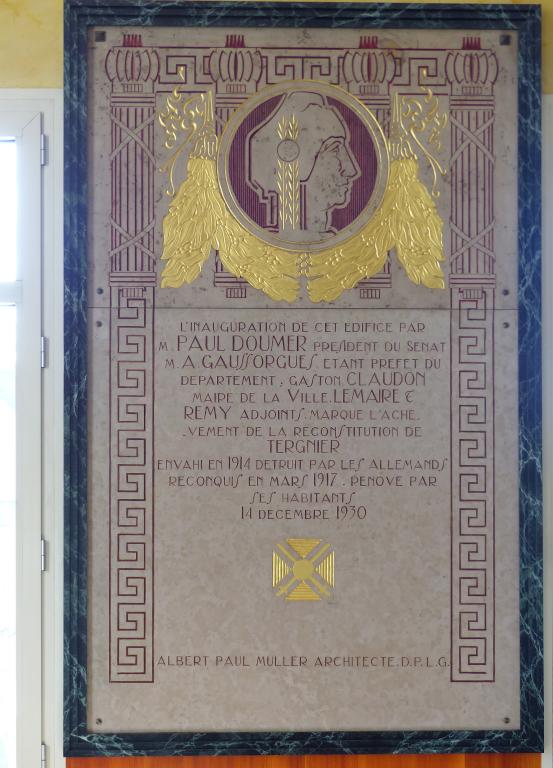 L'INAUGURATION DE CET EDIFICE PAR
M. PAUL DOUMER PRESIDENT DU SENAT
M. A. GAUSSORGUES, ETANT PREFET DU
DEPARTEMENT; GASTON CLAUDON
MAIRE DE LA VILLE. LEMAIRE &
REMY ADJOINTS. MARQUE L'ACHE.
.VEMENT DE LA RECONSTITUTION DE
TERGNIER
ENVAHI EN 1914 DETRUIT PAR LES ALLEMANDS
RECONQUIS EN MARS 1917. RENOVE PAR
SES HABITANTS
14 DECEMBRE 1930
ALBERT PAUL MULLER ARCHITECTE.D.P.L.G.